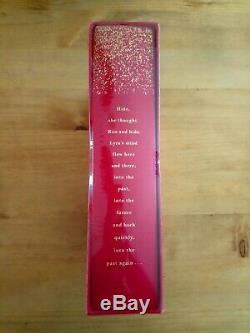 Hide,
she thought.
Run and hide.
Lyra's mind
flew here
and there,
into the
past,
into the
future
and back
quickly,
into the
past again . . .
ebay